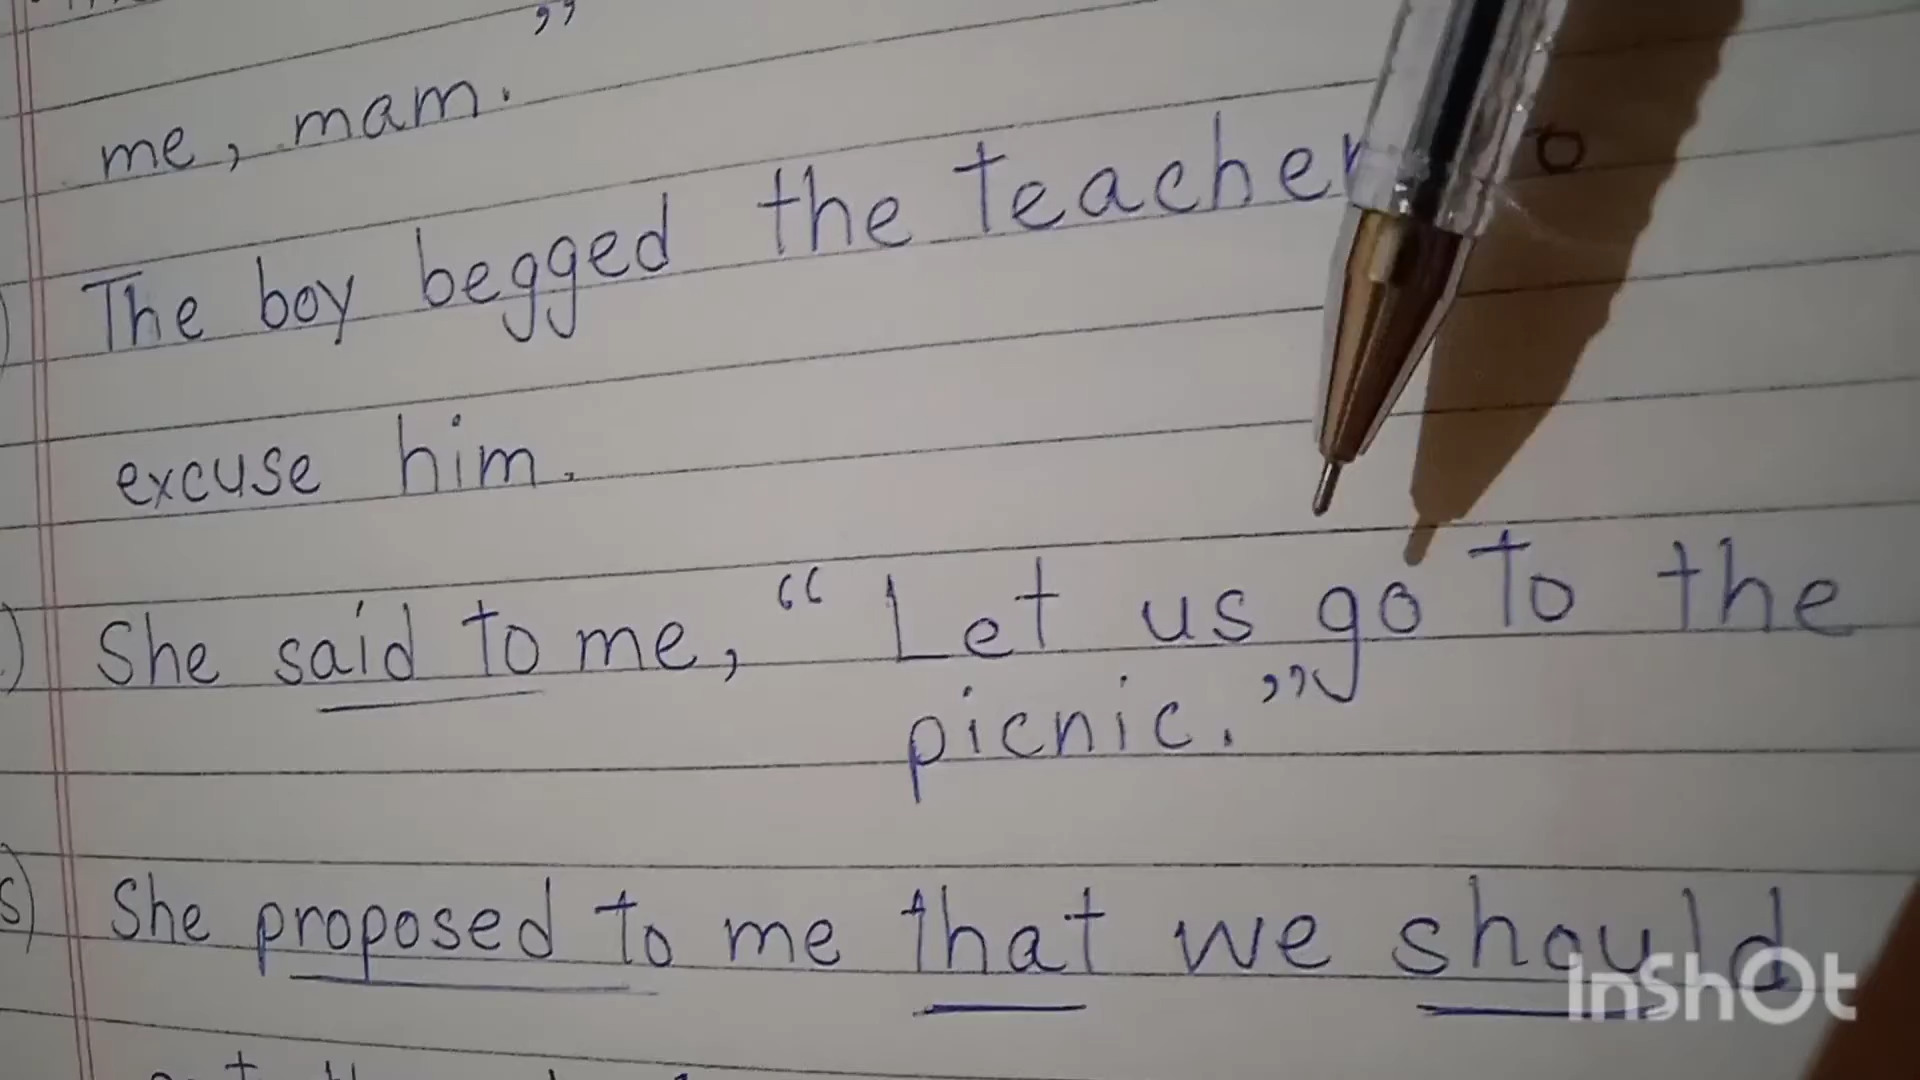 ”
me, mam.
The boy begged the teacher
excuse him.
) She said to me, “ Let us go to the
picnic.”
s) She proposed to me that we should
InShOt